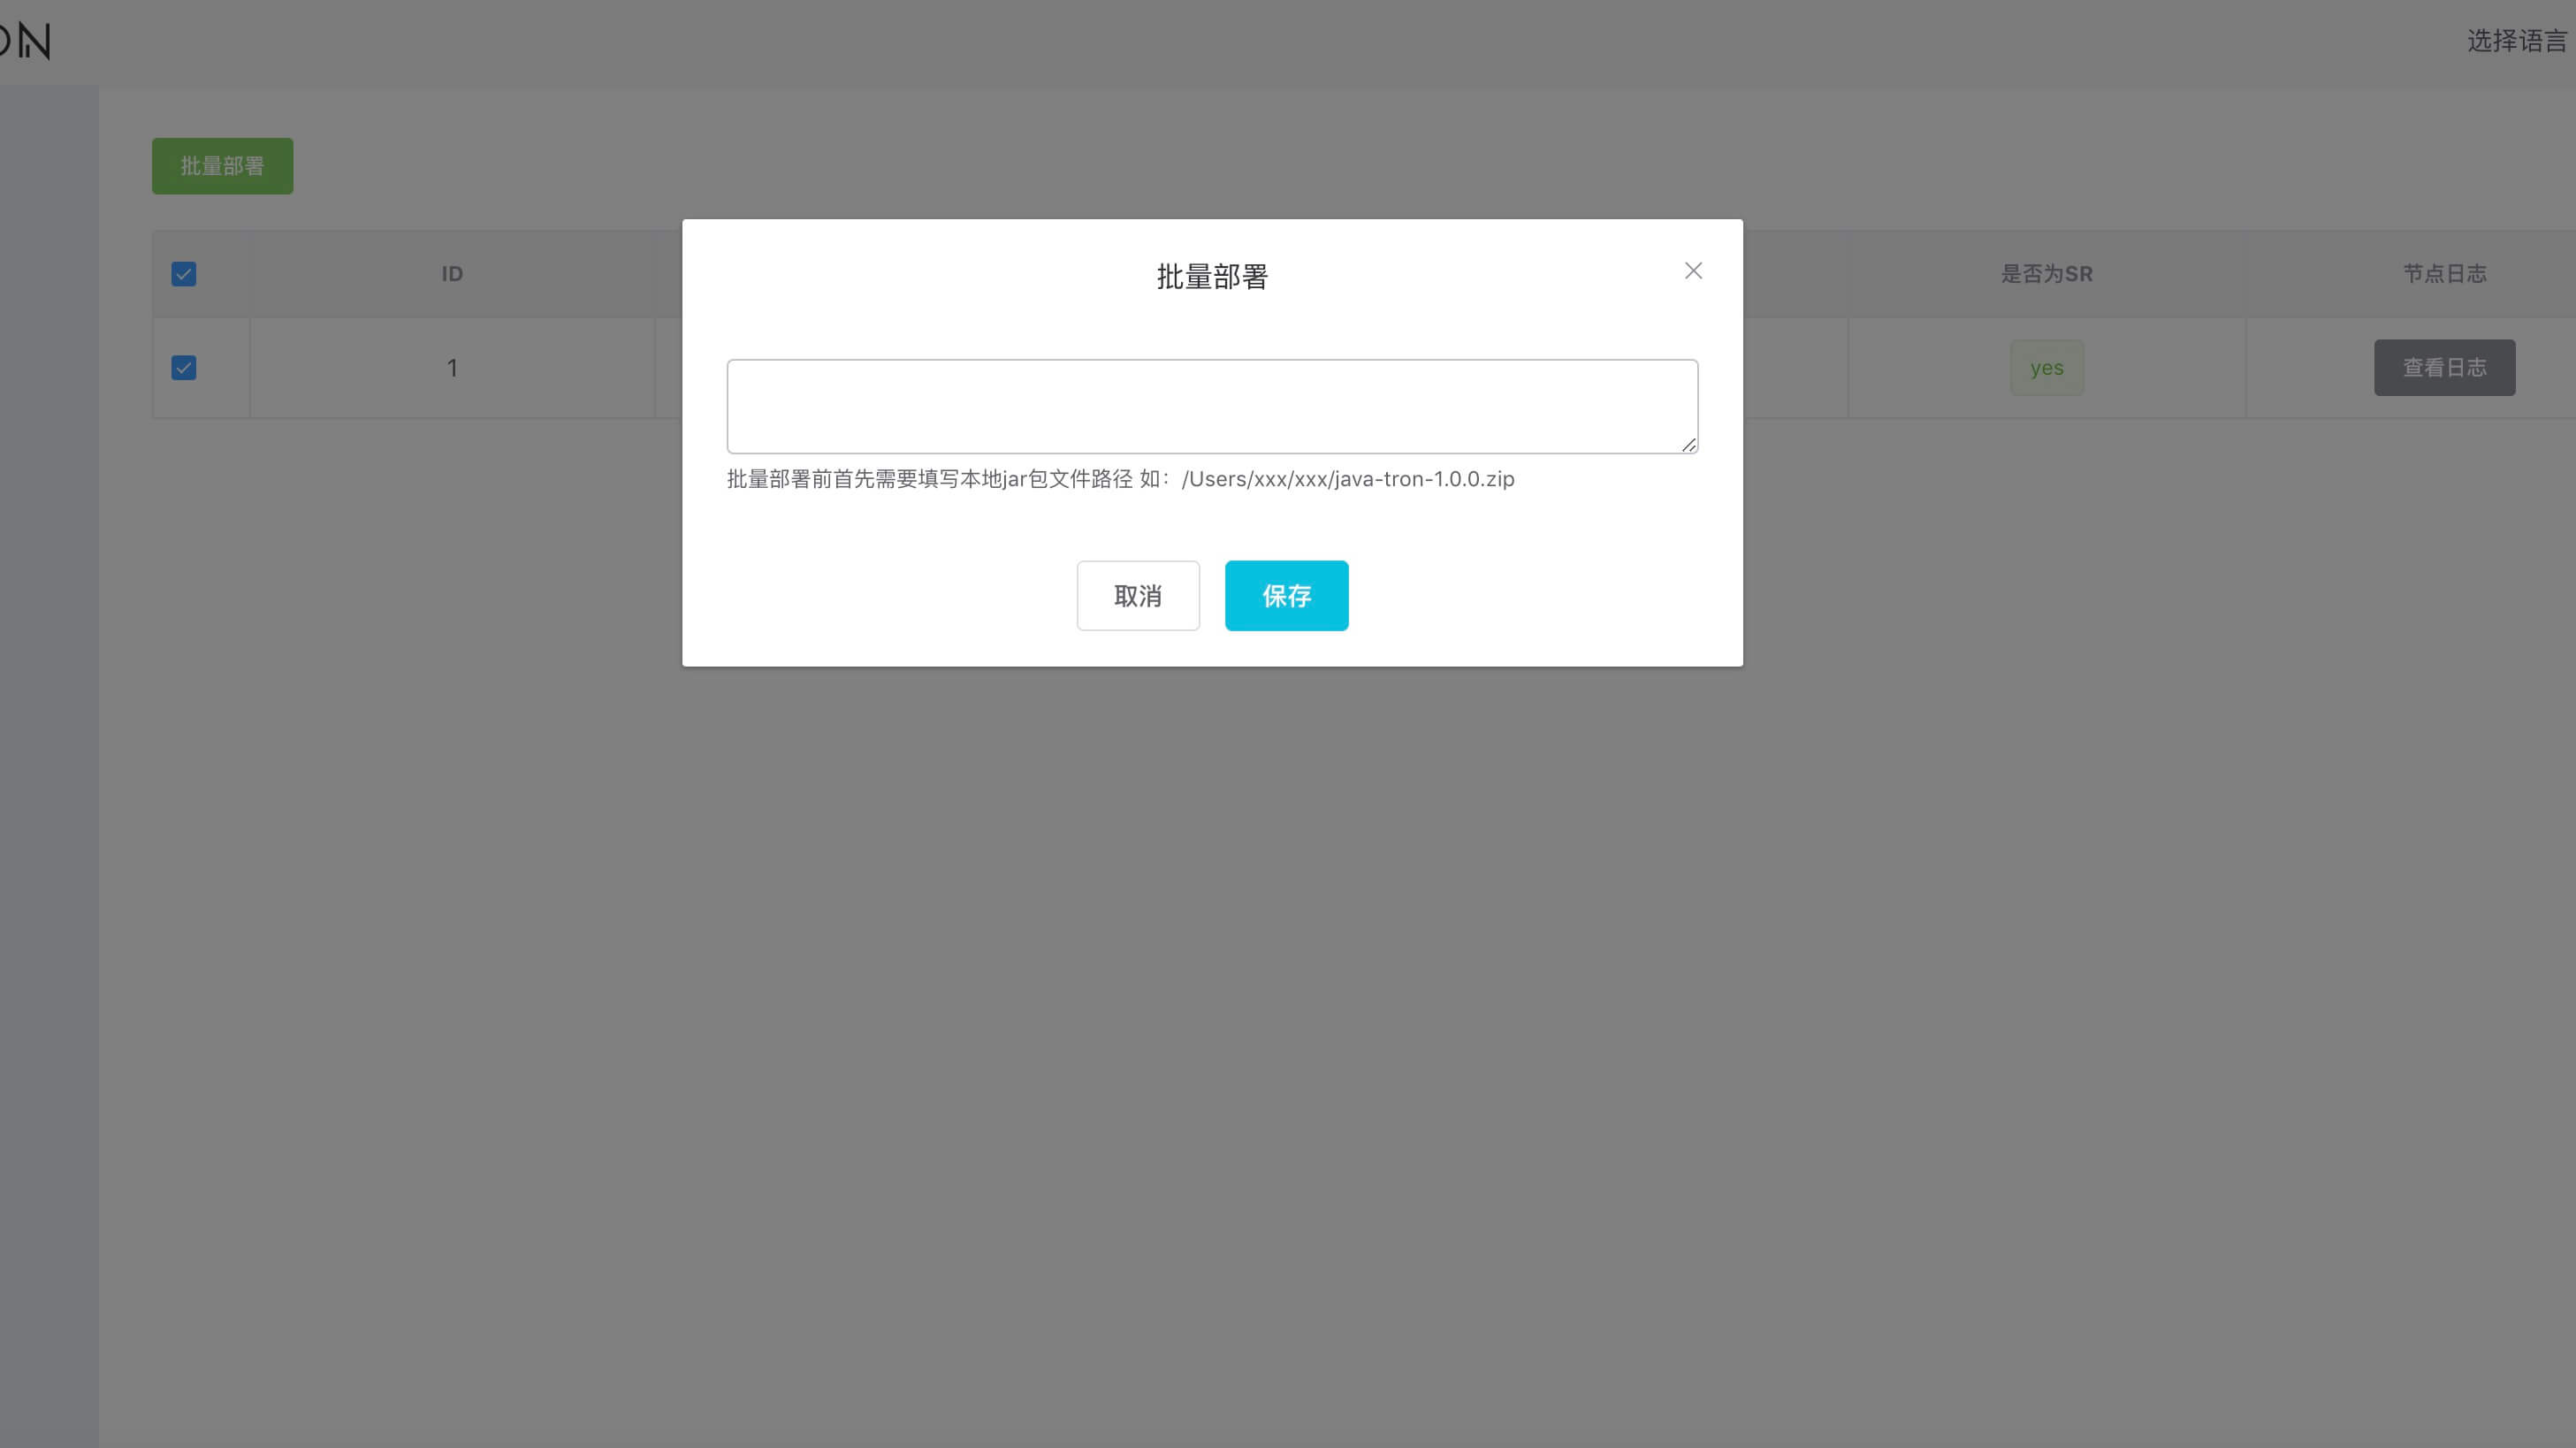 ON
选择语言
批量部署
ID
是否为SR
节点日志
1
yes
查看日志
批量部署
批量部署前首先需要填写本地jar包文件路径 如：/Users/xxx/xxx/java-tron-1.0.0.zip
取消
保存